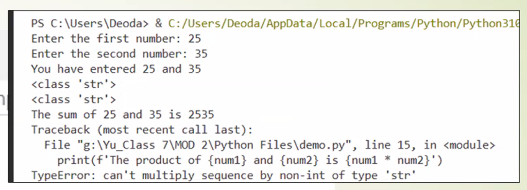 PS C:\Users\Deoda> & C:/Users/Deoda/AppData/Local/Programs/Python/Python310
Enter the first number: 25
Enter the second number: 35
You have entered 25 and 35
<class 'str'>
<class 'str'>
The sum of 25 and 35 is 2535
Traceback (most recent call last):
  File "g:\Yu_Class 7\MOD 2\Python Files\demo.py", line 15, in <module>
    print(f'The product of {num1} and {num2} is {num1 * num2}')
TypeError: can't multiply sequence by non-int of type 'str'